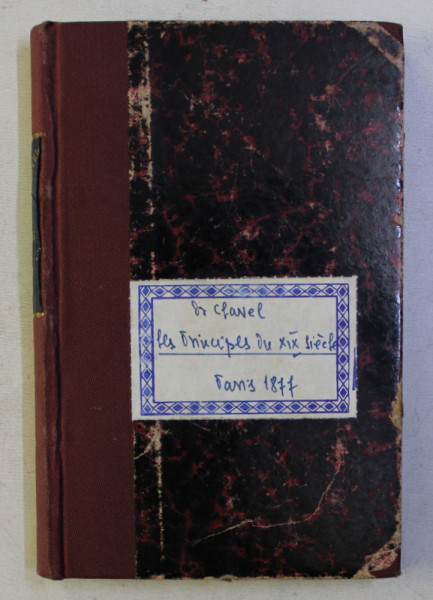 Dr Clavel
Les Principes du XIX siècle
Paris 1877